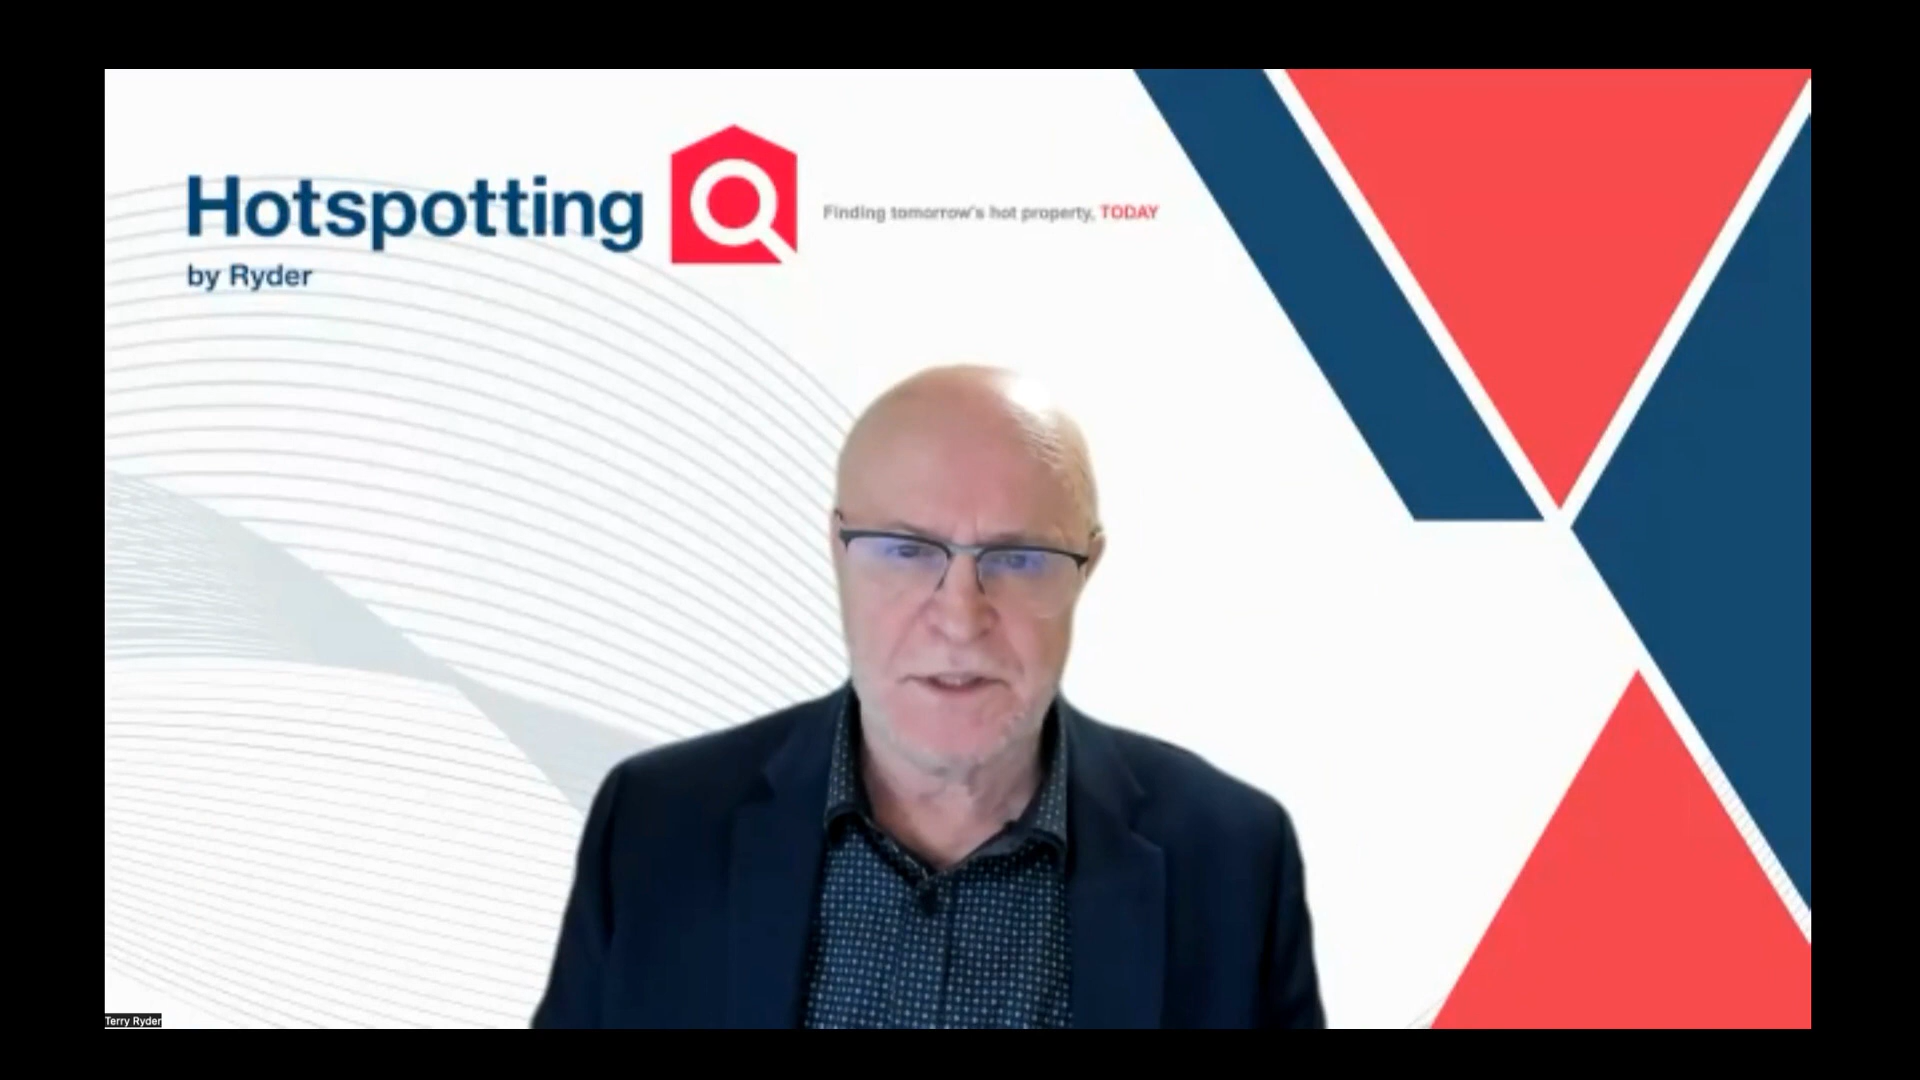 Hotspotting
by Ryder
Finding tomorrow's hot property, TODAY
Terry Ryder